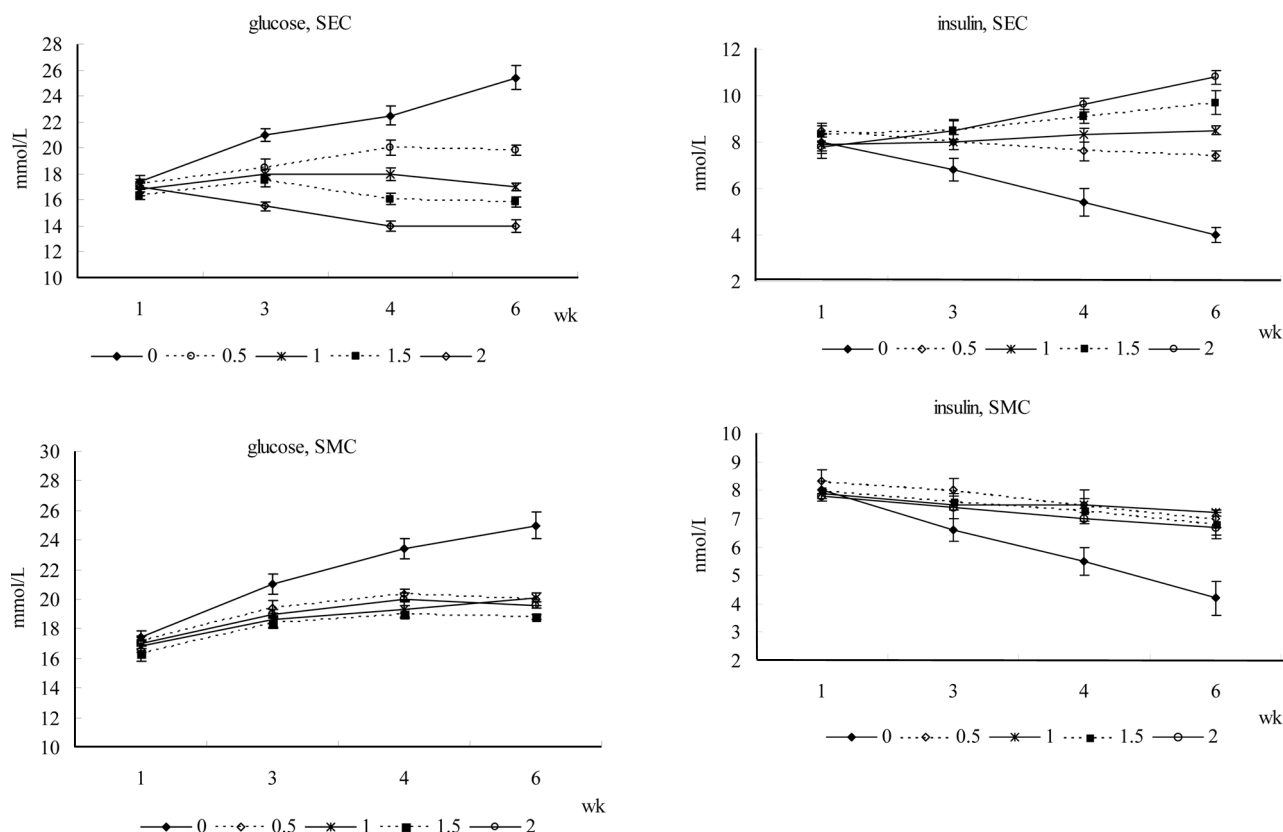 glucose, SEC
mmol/L
28
26
24
22
20
18
16
14
12
10
1 3 4 6
wk
0 0.5 1 1.5 2
insulin, SEC
nmol/L
12
10
8
6
4
2
1 3 4 6
wk
0 0.5 1 1.5 2
glucose, SMC
mmol/L
30
28
26
24
22
20
18
16
14
12
10
1 3 4 6
wk
0 0.5 1 1.5 2
insulin, SMC
nmol/L
10
9
8
7
6
5
4
3
2
1 3 4 6
wk
0 0.5 1 1.5 2